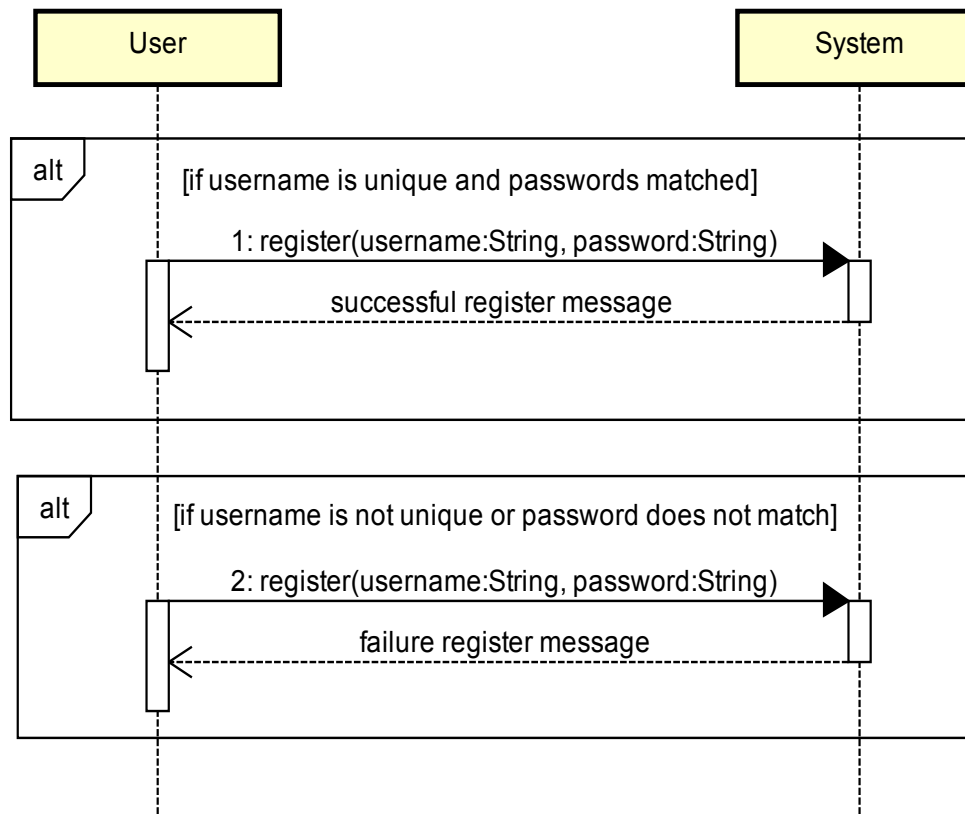 User
System
alt
[if username is unique and passwords matched]
1: register(username:String, password:String)
successful register message
alt
[if username is not unique or password does not match]
2: register(username:String, password:String)
failure register message